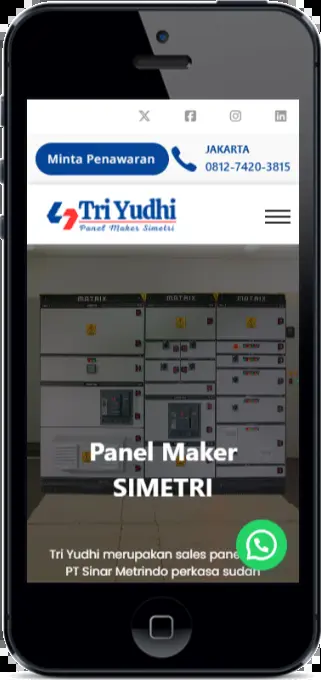 Minta Penawaran
JAKARTA
0812-7420-3815
Tri Yudhi
Panel Maker Simetri
MATRIX MATRIX MATRIX
Panel Maker
SIMETRI
Tri Yudhi merupakan sales pane
PT Sinar Metrindo perkasa sudah